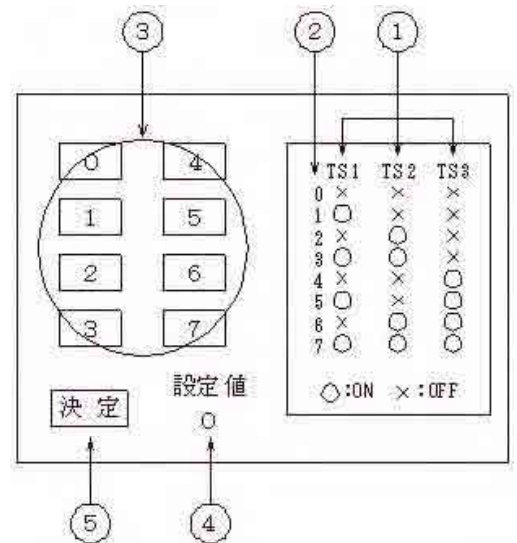 ③ ② ①
0 4
1 5
2 6
3 7
設定値
0
決定
TS1 TS2 TS3
0 × × ×
1 ○ × ×
2 × ○ ×
3 ○ ○ ×
4 × × ○
5 ○ × ○
6 × ○ ○
7 ○ ○ ○
○:ON ×:OFF
⑤ ④